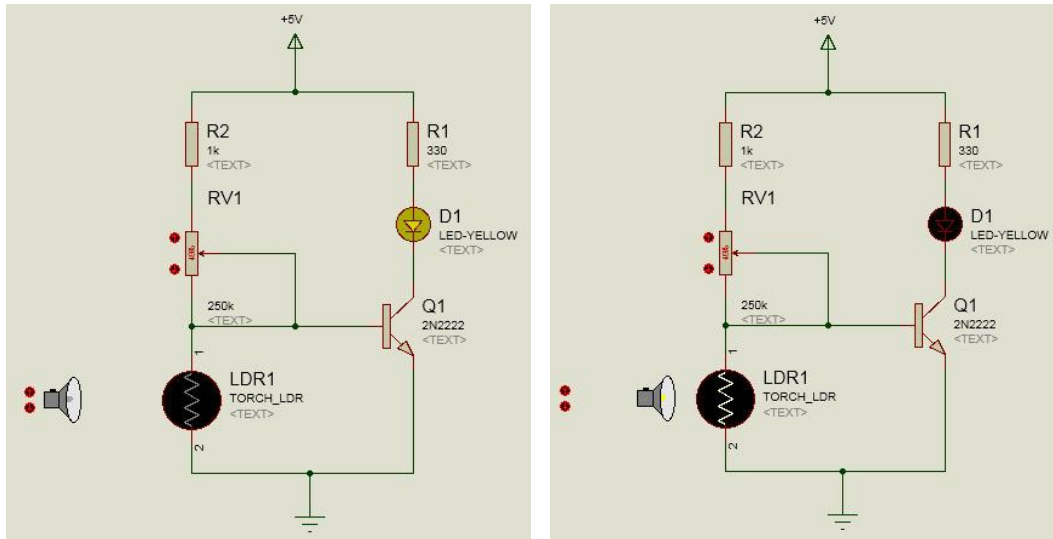 +5V
R2
1k
<TEXT>
R1
330
<TEXT>
RV1
D1
LED-YELLOW
<TEXT>
250k
<TEXT>
Q1
2N2222
<TEXT>
1
LDR1
TORCH_LDR
<TEXT>
2
+5V
R2
1k
<TEXT>
R1
330
<TEXT>
RV1
D1
LED-YELLOW
<TEXT>
250k
<TEXT>
Q1
2N2222
<TEXT>
1
LDR1
TORCH_LDR
<TEXT>
2